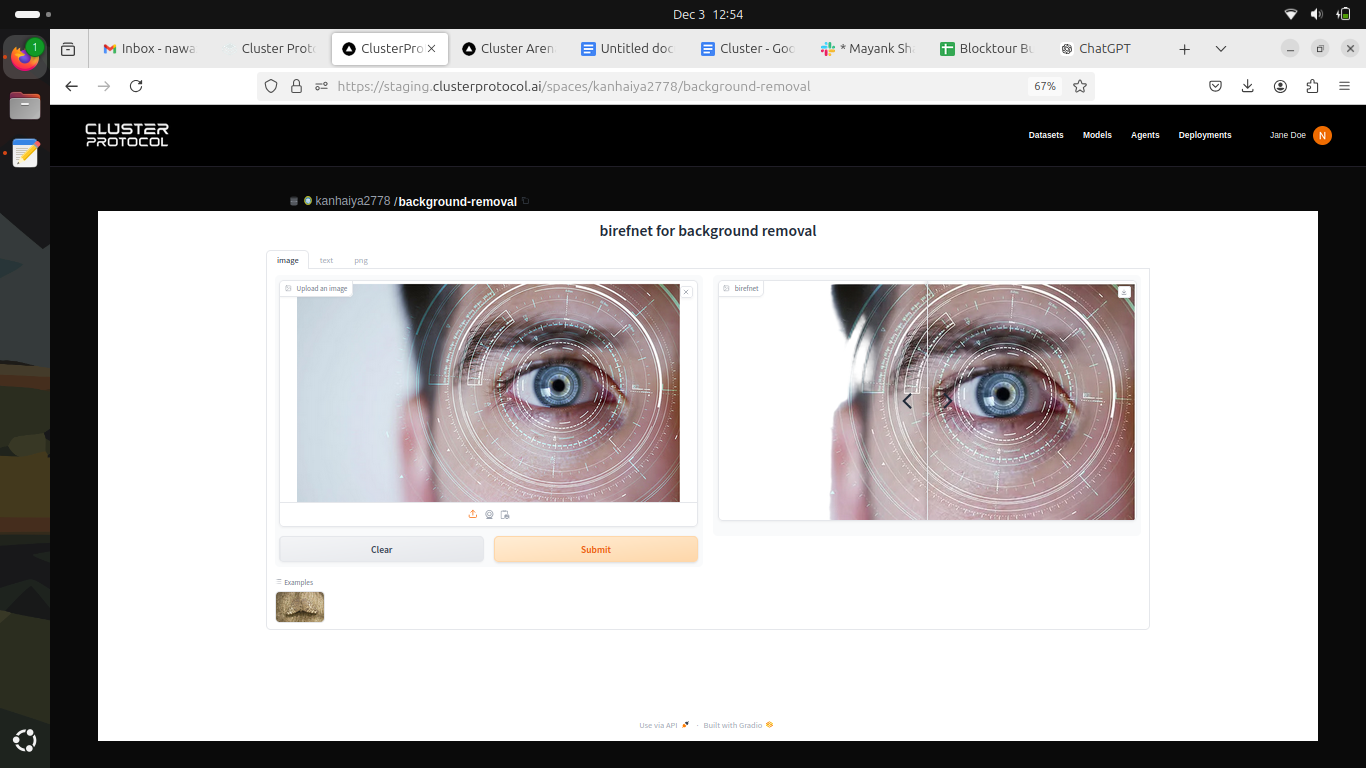 Dec 3 12:54
1
Inbox - nawa
Cluster Proto
ClusterPro
Cluster Aren
Untitled doc
Cluster - Goo
* Mayank Sha
Blocktour Bu
ChatGPT
https://staging.clusterprotocol.ai/spaces/kanhaiya2778/background-removal
67%
CLUSTER
PROTOCOL
Datasets
Models
Agents
Deployments
Jane Doe
N
kanhaiya2778 /background-removal
birefnet for background removal
image
text
png
Upload an image
birefnet
Clear
Submit
Examples
Use via API
·
Built with Gradio